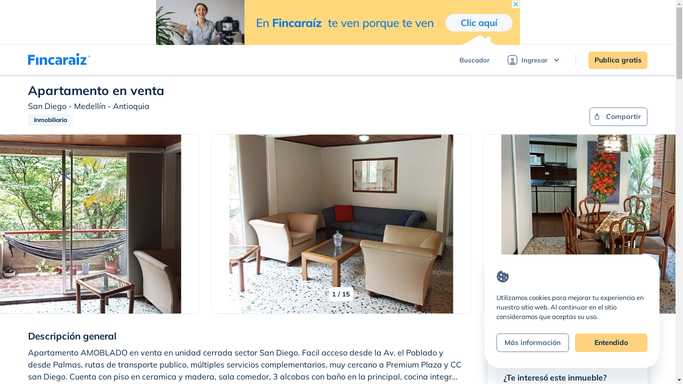 En Fincaraíz te ven porque te ven
Clic aquí
Fincaraíz
Buscador
Ingresar
Publica gratis
Apartamento en venta
San Diego - Medellín - Antioquia
Inmobiliaria
Compartir
1 / 15
Descripción general
Apartamento AMOBLADO en venta en unidad cerrada sector San Diego. Facil acceso desde la Av. el Poblado y
desde Palmas, rutas de transporte publico, múltiples servicios complementarios, muy cercano a Premium Plaza y CC
san Diego. Cuenta con piso en ceramica y madera, sala comedor, 3 alcobas con baño en la principal, cocina integr...
Utilizamos cookies para mejorar tu experiencia en
nuestro sitio web. Al continuar en el sitio
consideramos que aceptas su uso.
Más información
Entendido
¿Te interesó este inmueble?